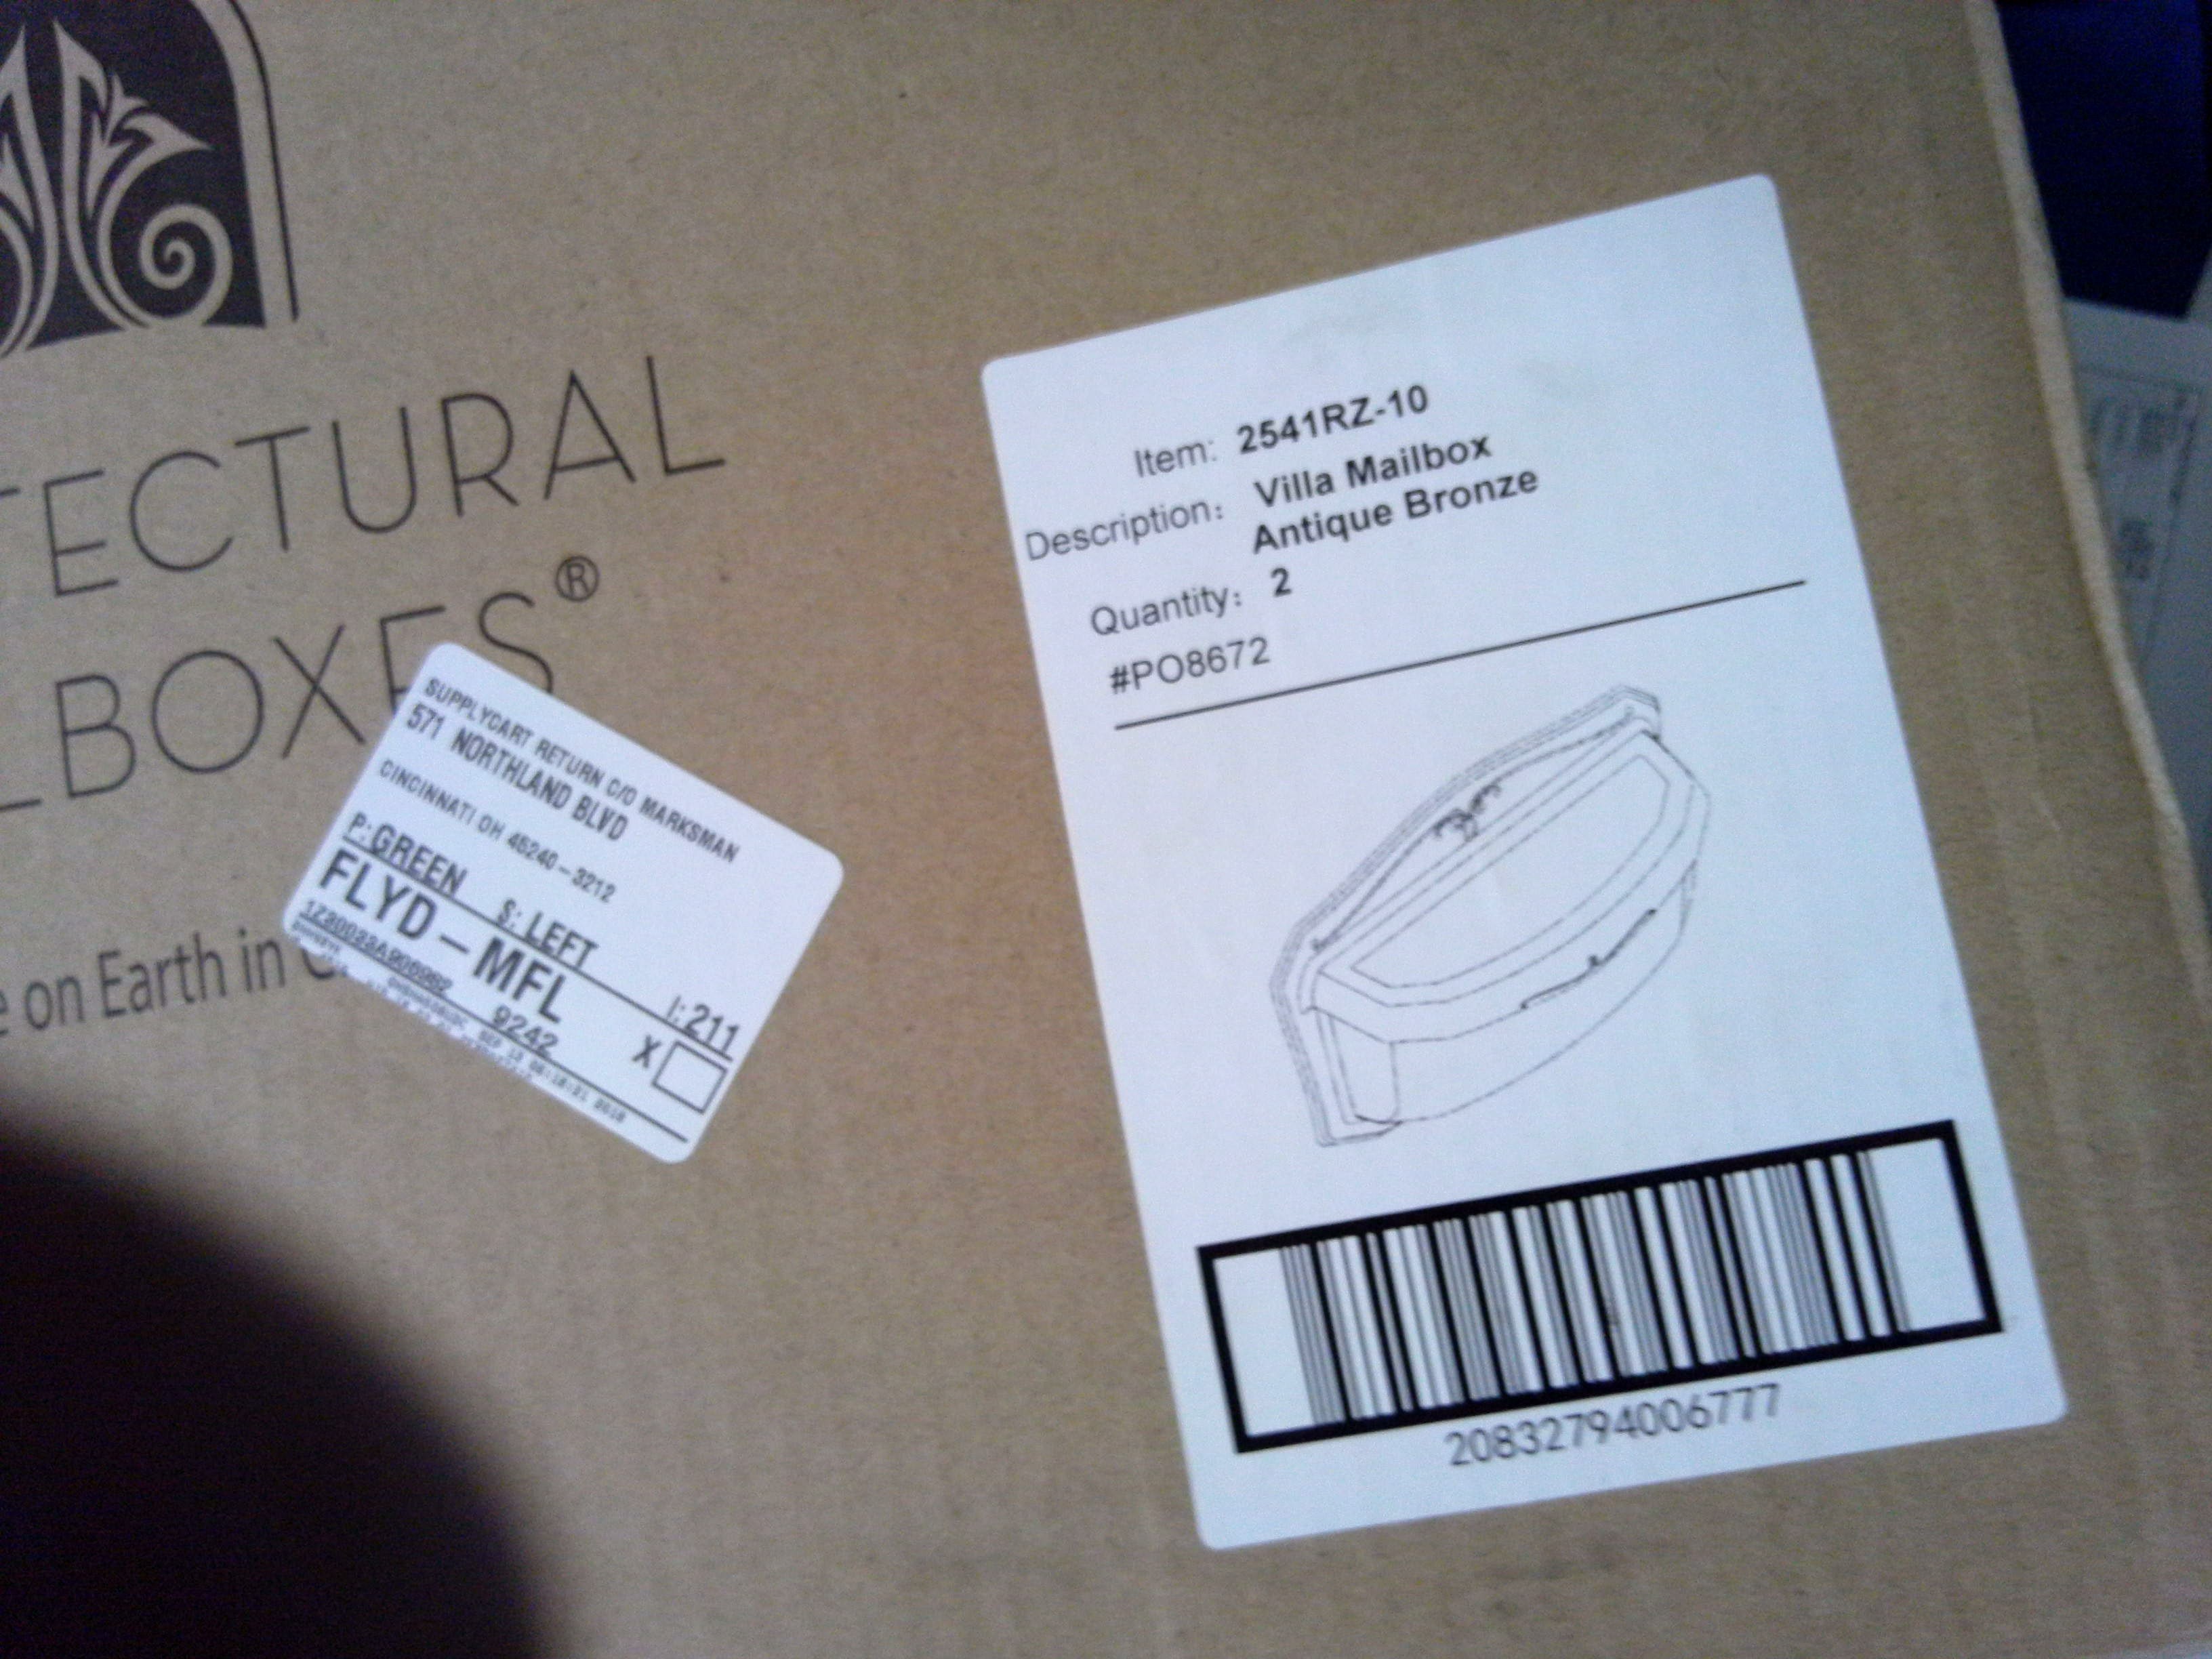 TECTURAL
LBOXES®
e on Earth in
SUPPLYCART RETURN C/O MARKSMAN
571 NORTHLAND BLVD
CINCINNATI OH 45240-3212
P: GREEN S: LEFT I: 211
FLYD-MFL
X
9242
Item: 2541RZ-10
Description: Villa Mailbox
Antique Bronze
Quantity: 2
#PO8672
20832794006777